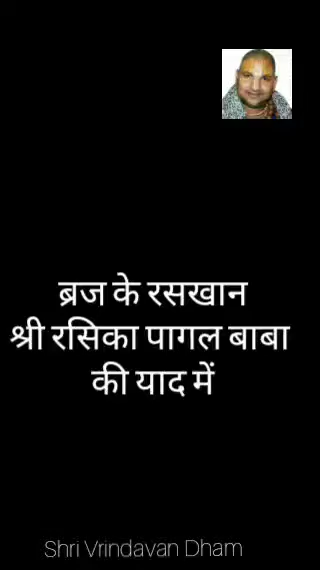 ब्रज के रसखान
श्री रसिका पागल बाबा
की याद में
Shri Vrindavan Dham